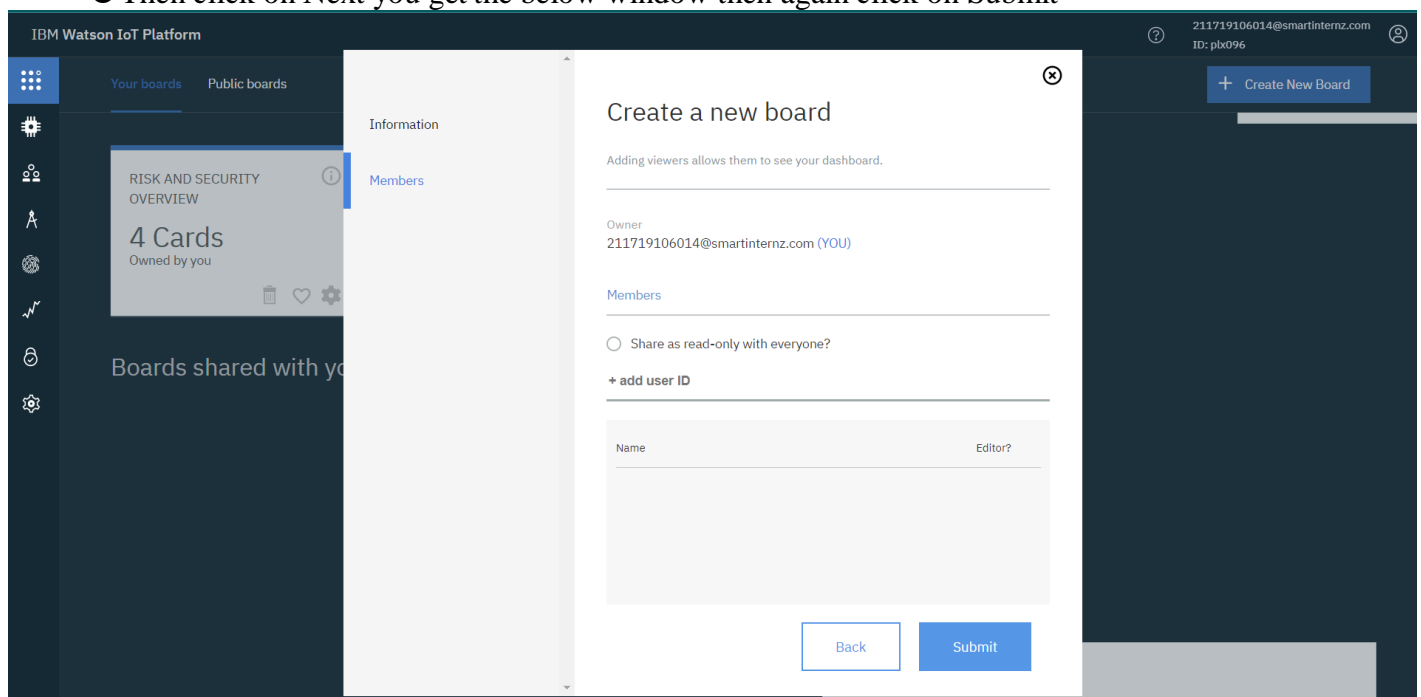 Then click on Next you get the below window then again click on Submit
IBM Watson IoT Platform
211719106014@smartinternz.com
ID: plx096
Your boards
Public boards
+ Create New Board
RISK AND SECURITY
OVERVIEW
4 Cards
Owned by you
Boards shared with yo
Information
Members
Create a new board
Adding viewers allows them to see your dashboard.
Owner
211719106014@smartinternz.com (YOU)
Members
Share as read-only with everyone?
+ add user ID
Name
Editor?
Back
Submit